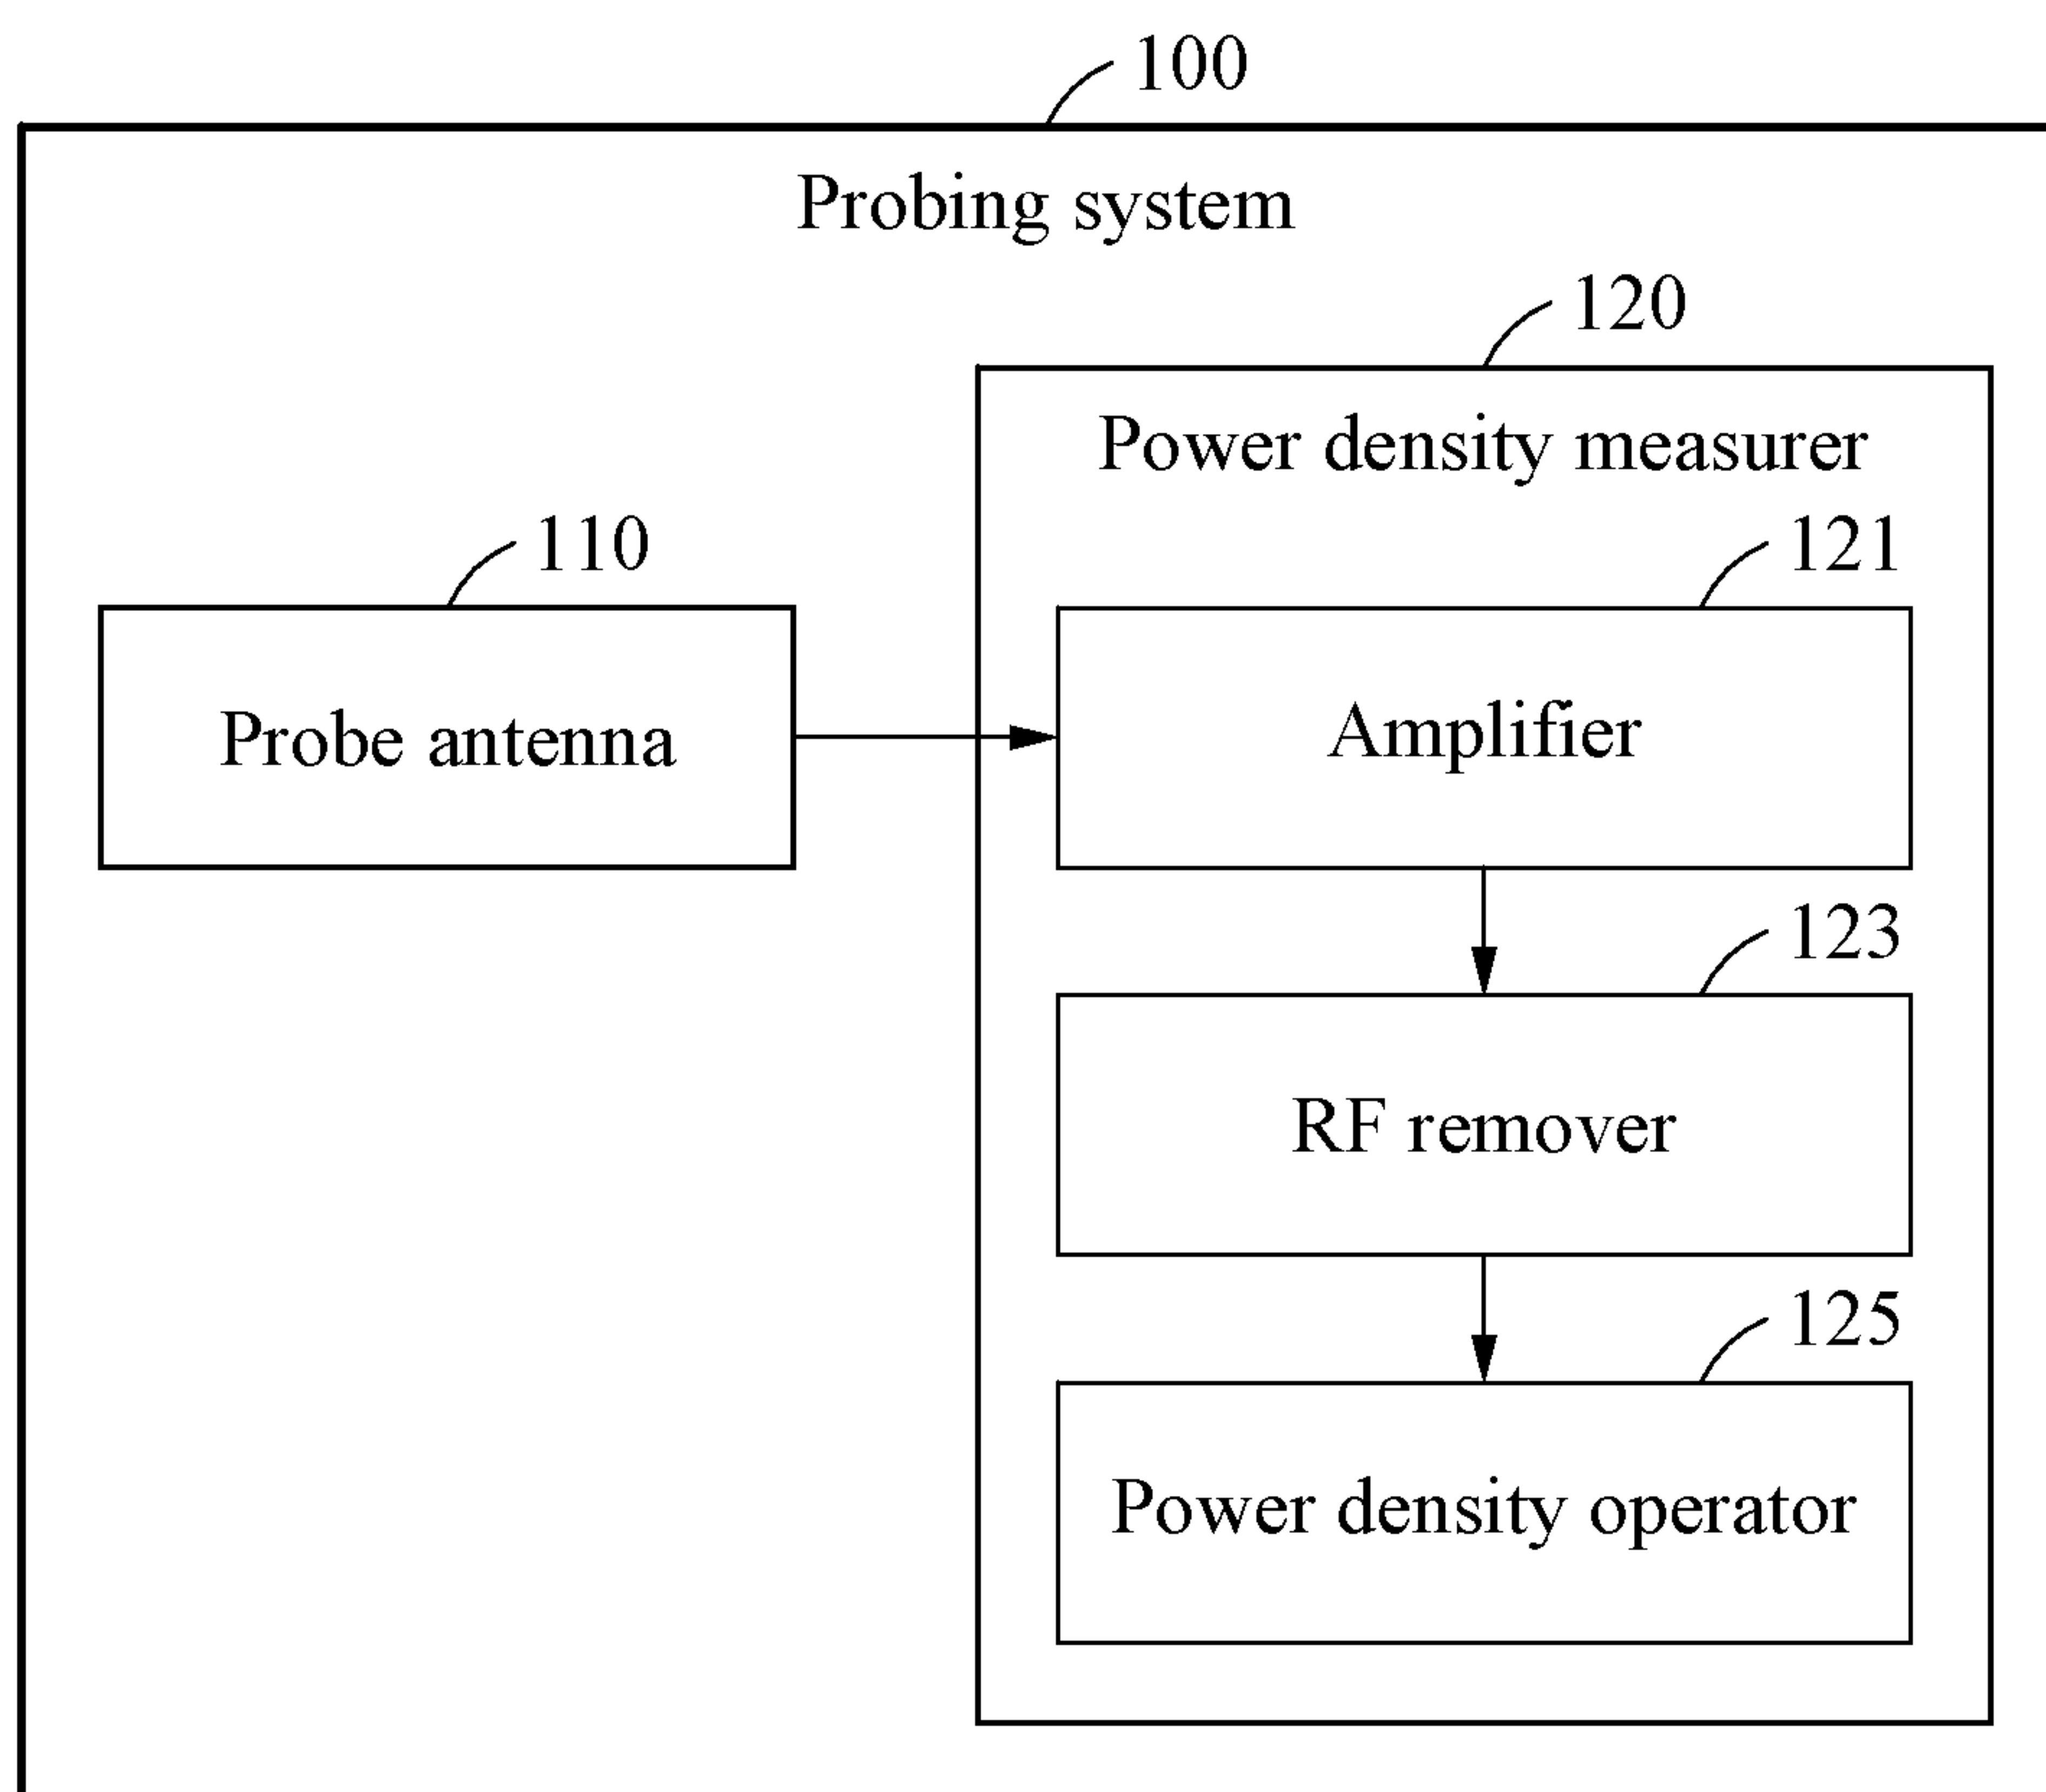 100
Probing system
120
Power density measurer
110
121
Probe antenna
Amplifier
123
RF remover
125
Power density operator